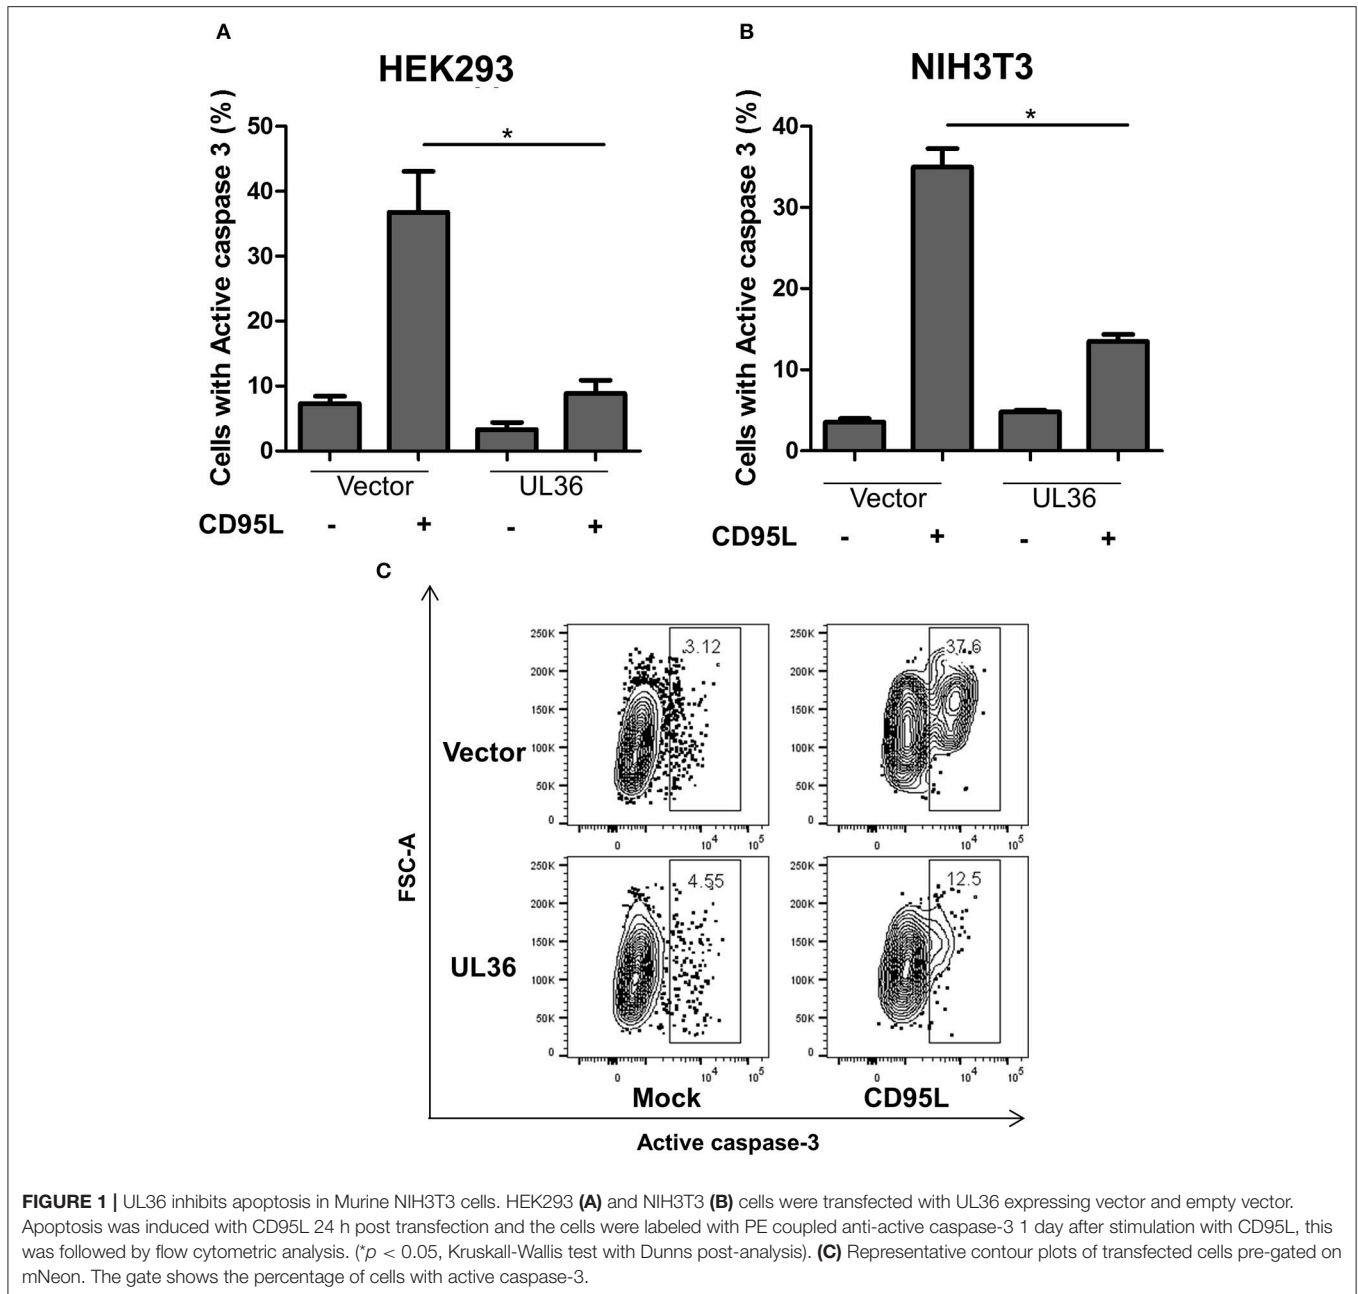 A
HEK293
Cells with Active caspase 3 (%)
50
40
30
20
10
0
*
Vector
UL36
CD95L
-
+
-
+
B
NIH3T3
Cells with Active caspase 3 (%)
40
30
20
10
0
*
Vector
UL36
CD95L
-
+
-
+
C
FSC-A
Vector
250K
200K
150K
100K
50K
0
3.12
0
10^4
10^5
250K
200K
150K
100K
50K
0
37.6
0
10^4
10^5
UL36
250K
200K
150K
100K
50K
0
4.55
0
10^4
10^5
250K
200K
150K
100K
50K
0
12.5
0
10^4
10^5
Mock
CD95L
Active caspase-3
FIGURE 1 | UL36 inhibits apoptosis in Murine NIH3T3 cells. HEK293 (A) and NIH3T3 (B) cells were transfected with UL36 expressing vector and empty vector.
Apoptosis was induced with CD95L 24 h post transfection and the cells were labeled with PE coupled anti-active caspase-3 1 day after stimulation with CD95L, this
was followed by flow cytometric analysis. (*p < 0.05, Kruskall-Wallis test with Dunns post-analysis). (C) Representative contour plots of transfected cells pre-gated on
mNeon. The gate shows the percentage of cells with active caspase-3.